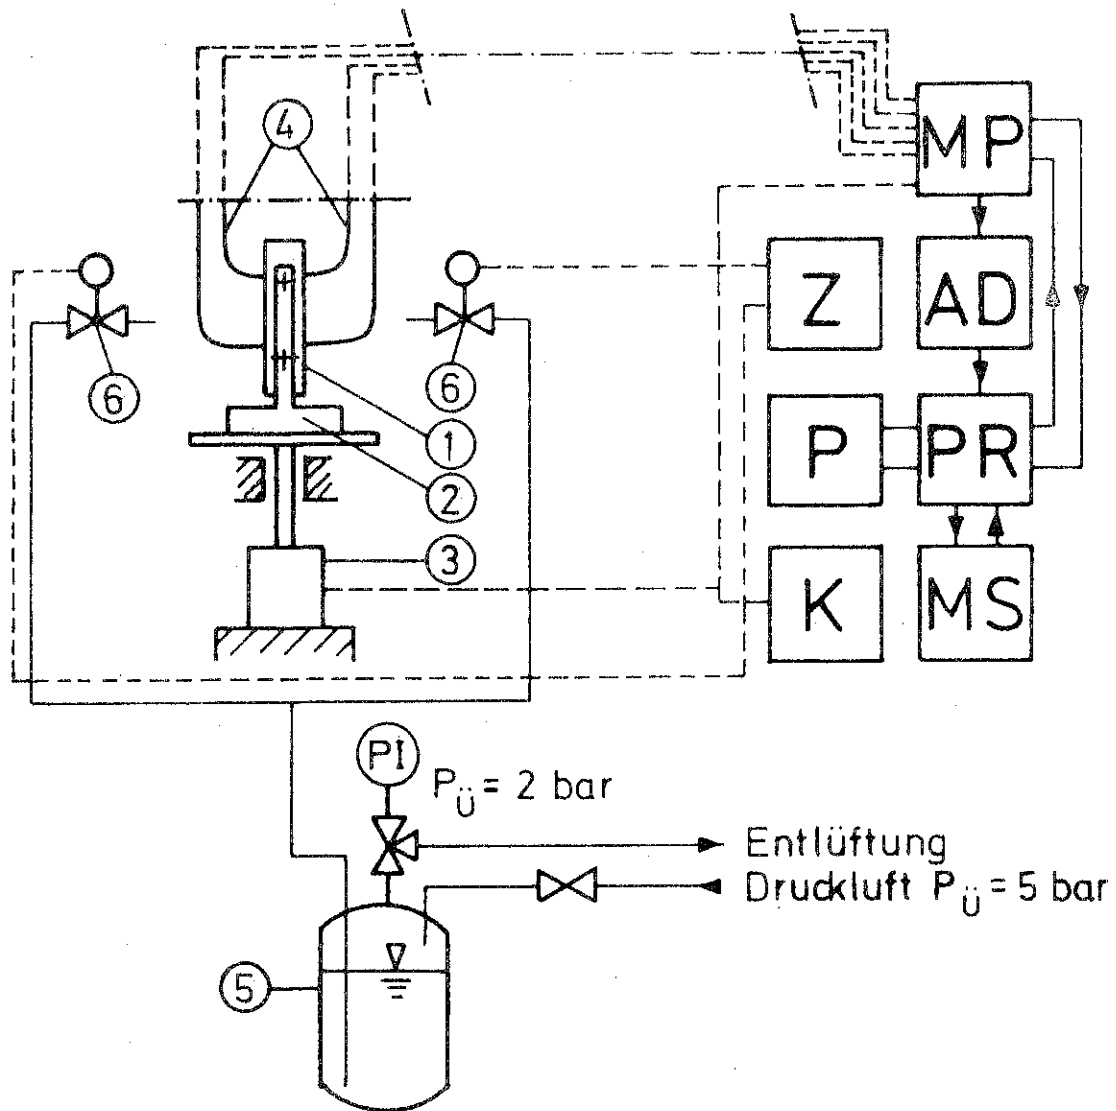 4
MP
Z
AD
6
6
1
P
PR
2
3
K
MS
PI
PÜ = 2 bar
Entlüftung
Druckluft PÜ = 5 bar
5